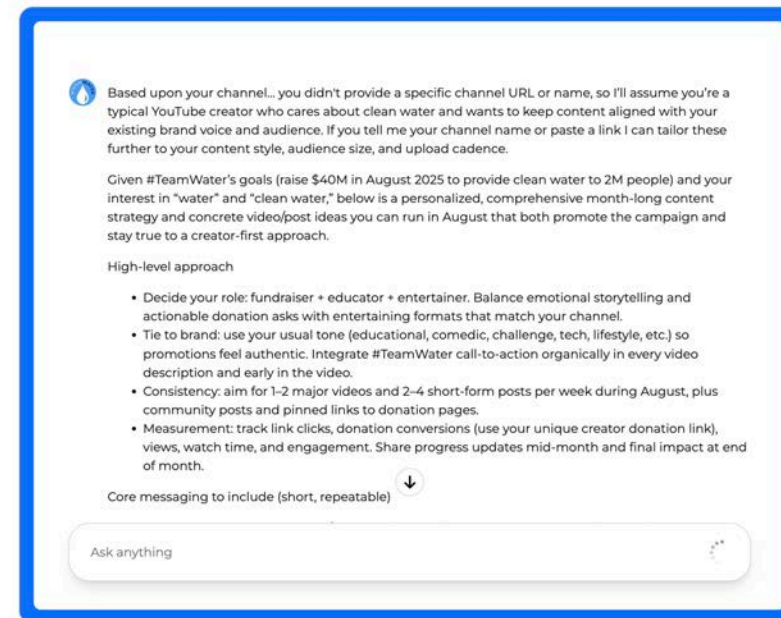 Based upon your channel... you didn't provide a specific channel URL or name, so I'll assume you're a
typical YouTube creator who cares about clean water and wants to keep content aligned with your
existing brand voice and audience. If you tell me your channel name or paste a link I can tailor these
further to your content style, audience size, and upload cadence.
Given #TeamWater's goals (raise $40M in August 2025 to provide clean water to 2M people) and your
interest in "water" and "clean water," below is a personalized, comprehensive month-long content
strategy and concrete video/post ideas you can run in August that both promote the campaign and
stay true to a creator-first approach.
High-level approach
• Decide your role: fundraiser + educator + entertainer. Balance emotional storytelling and
actionable donation asks with entertaining formats that match your channel.
• Tie to brand: use your usual tone (educational, comedic, challenge, tech, lifestyle, etc.) so
promotions feel authentic. Integrate #TeamWater call-to-action organically in every video
description and early in the video.
• Consistency: aim for 1–2 major videos and 2–4 short-form posts per week during August, plus
community posts and pinned links to donation pages.
• Measurement: track link clicks, donation conversions (use your unique creator donation link),
views, watch time, and engagement. Share progress updates mid-month and final impact at end
of month.
Core messaging to include (short, repeatable)
Ask anything